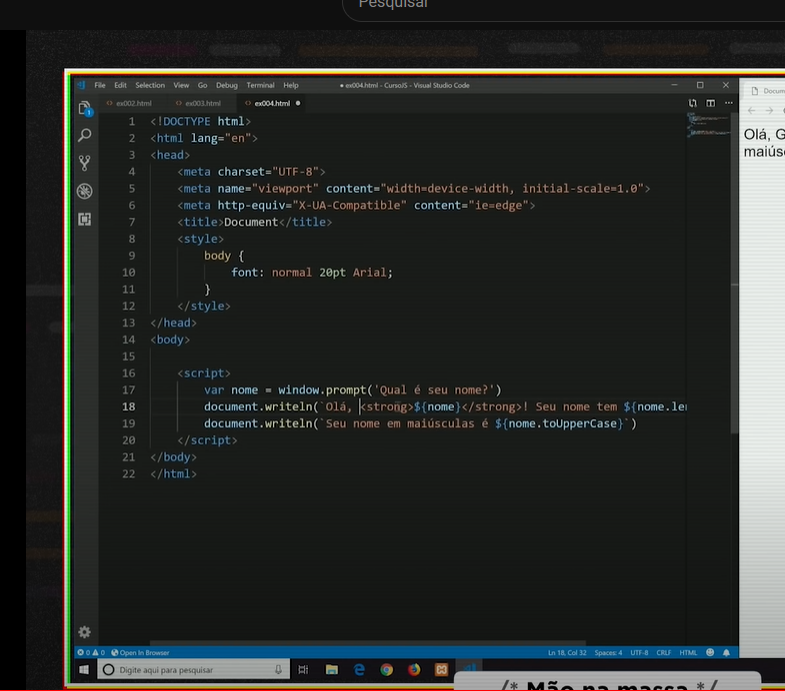 Pesquisar
File Edit Selection View Go Debug Terminal Help
● ex004.html - CursoJS - Visual Studio Code
ex002.html ex003.html ex004.html ●
Docum
1 <!DOCTYPE html>
2 <html lang="en">
3 <head>
4 <meta charset="UTF-8">
5 <meta name="viewport" content="width=device-width, initial-scale=1.0">
6 <meta http-equiv="X-UA-Compatible" content="ie=edge">
7 <title>Document</title>
8 <style>
9 body {
10 font: normal 20pt Arial;
11 }
12 </style>
13 </head>
14 <body>
15
16 <script>
17 var nome = window.prompt('Qual é seu nome?')
18 document.writeln(`Olá, <strong>${nome}</strong>! Seu nome tem ${nome.le
19 document.writeln(`Seu nome em maiúsculas é ${nome.toUpperCase}`)
20 </script>
21 </body>
22 </html>
Olá, G
maiús
1
0 0 Open In Browser
Ln 18, Col 32 Spaces: 4 UTF-8 CRLF HTML
Digite aqui para pesquisar
/* Mão na massa */